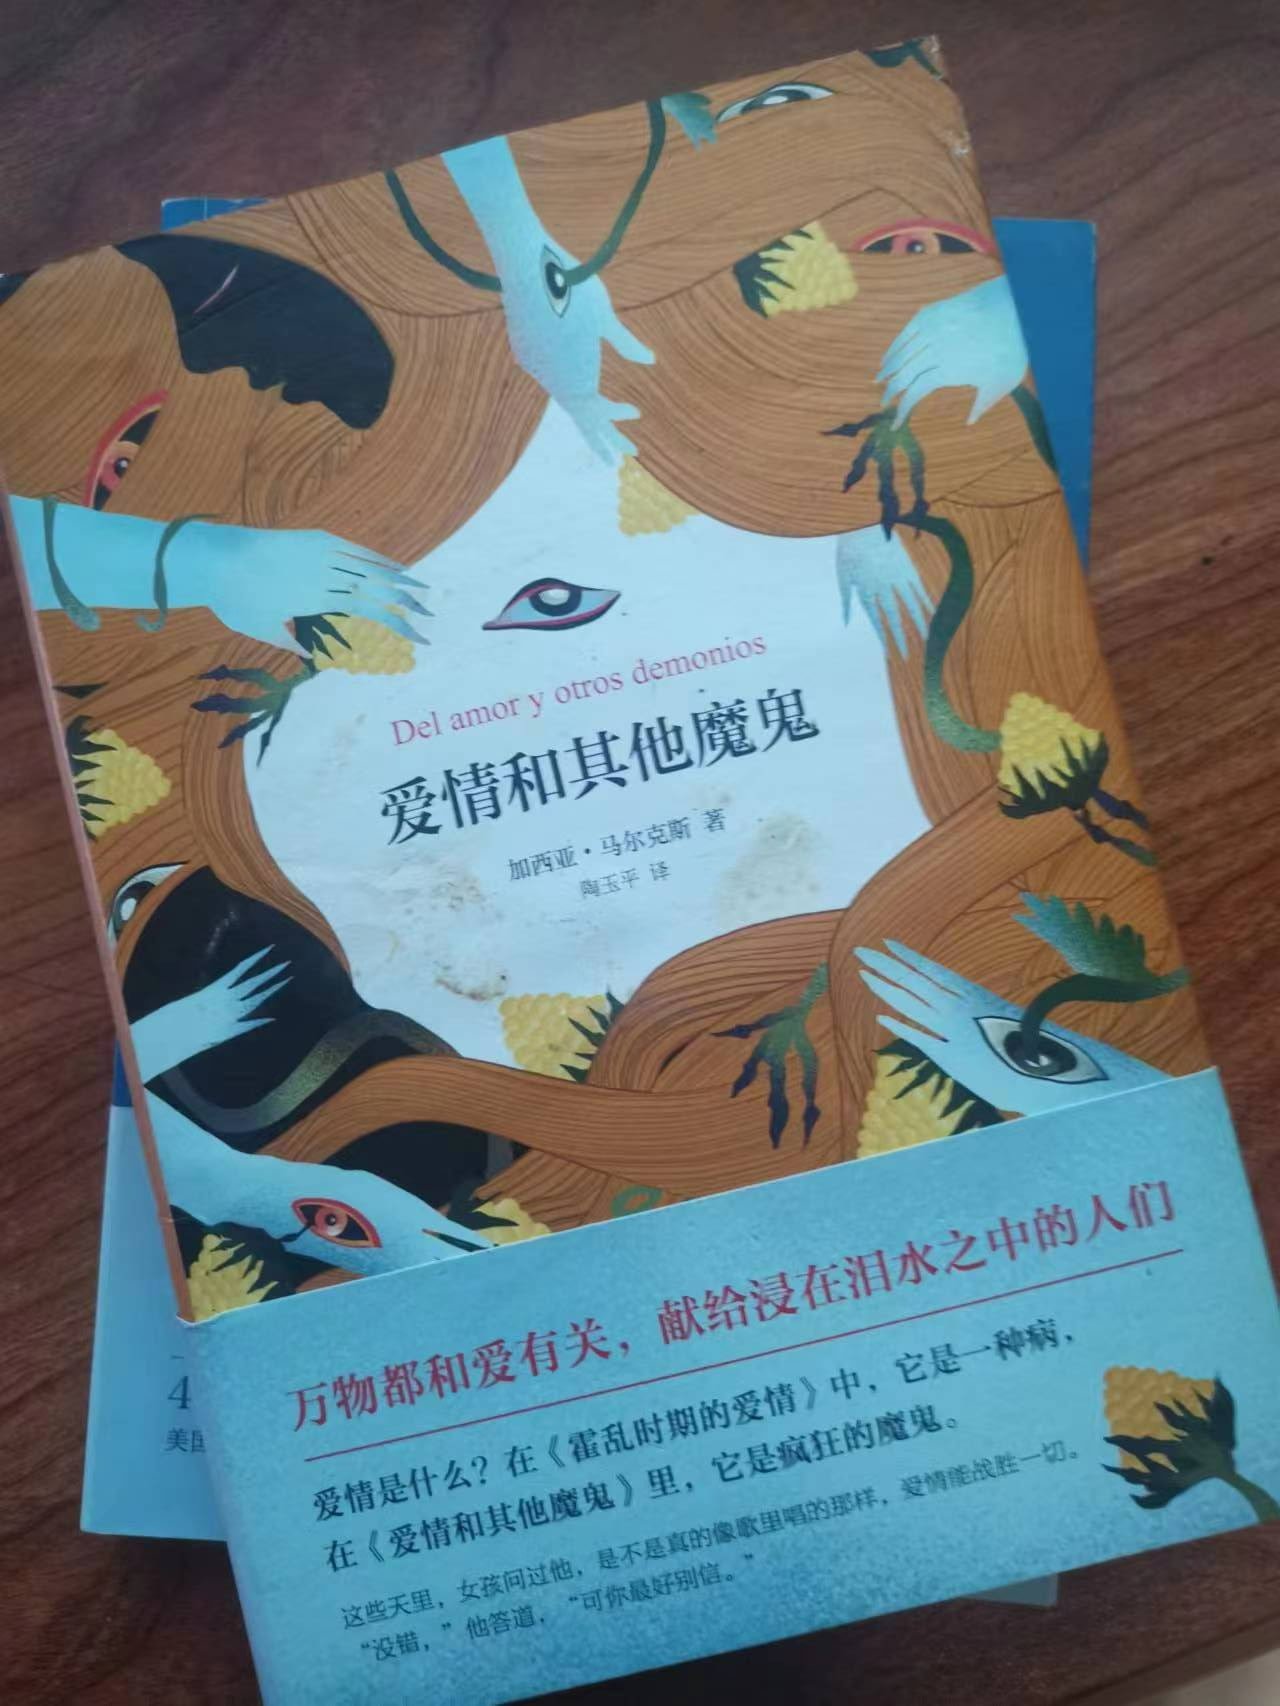 Del amor y otros demonios
爱情和其他魔鬼
加西亚·马尔克斯 著
陶玉平 译
万物都和爱有关，献给浸在泪水之中的人们
爱情是什么？在《霍乱时期的爱情》中，它是一种病，
在《爱情和其他魔鬼》里，它是疯狂的魔鬼。
这些天里，女孩问过他，是不是真的像歌里唱的那样，爱情能战胜一切。
“没错，”他答道，“可你最好别信。”
4
美国